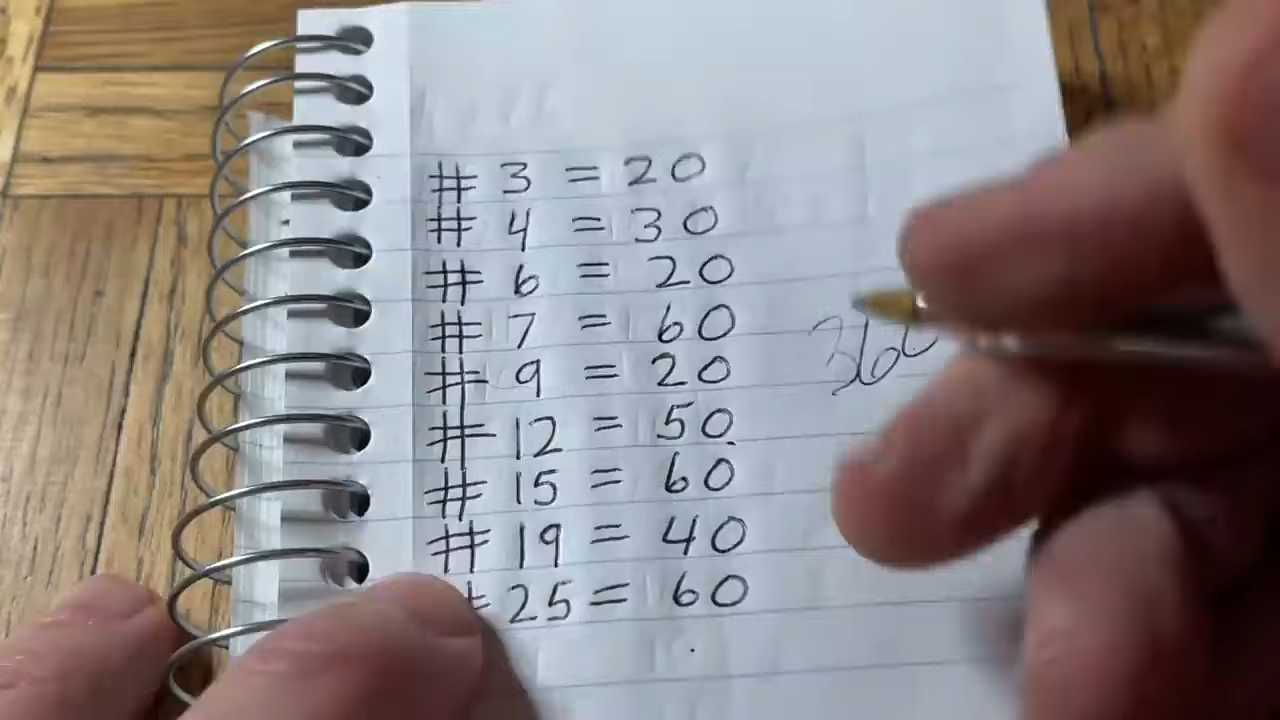 # 3 = 20
# 4 = 30
# 6 = 20
# 7 = 60
# 9 = 20
# 12 = 50
# 15 = 60
# 19 = 40
# 25 = 60
360